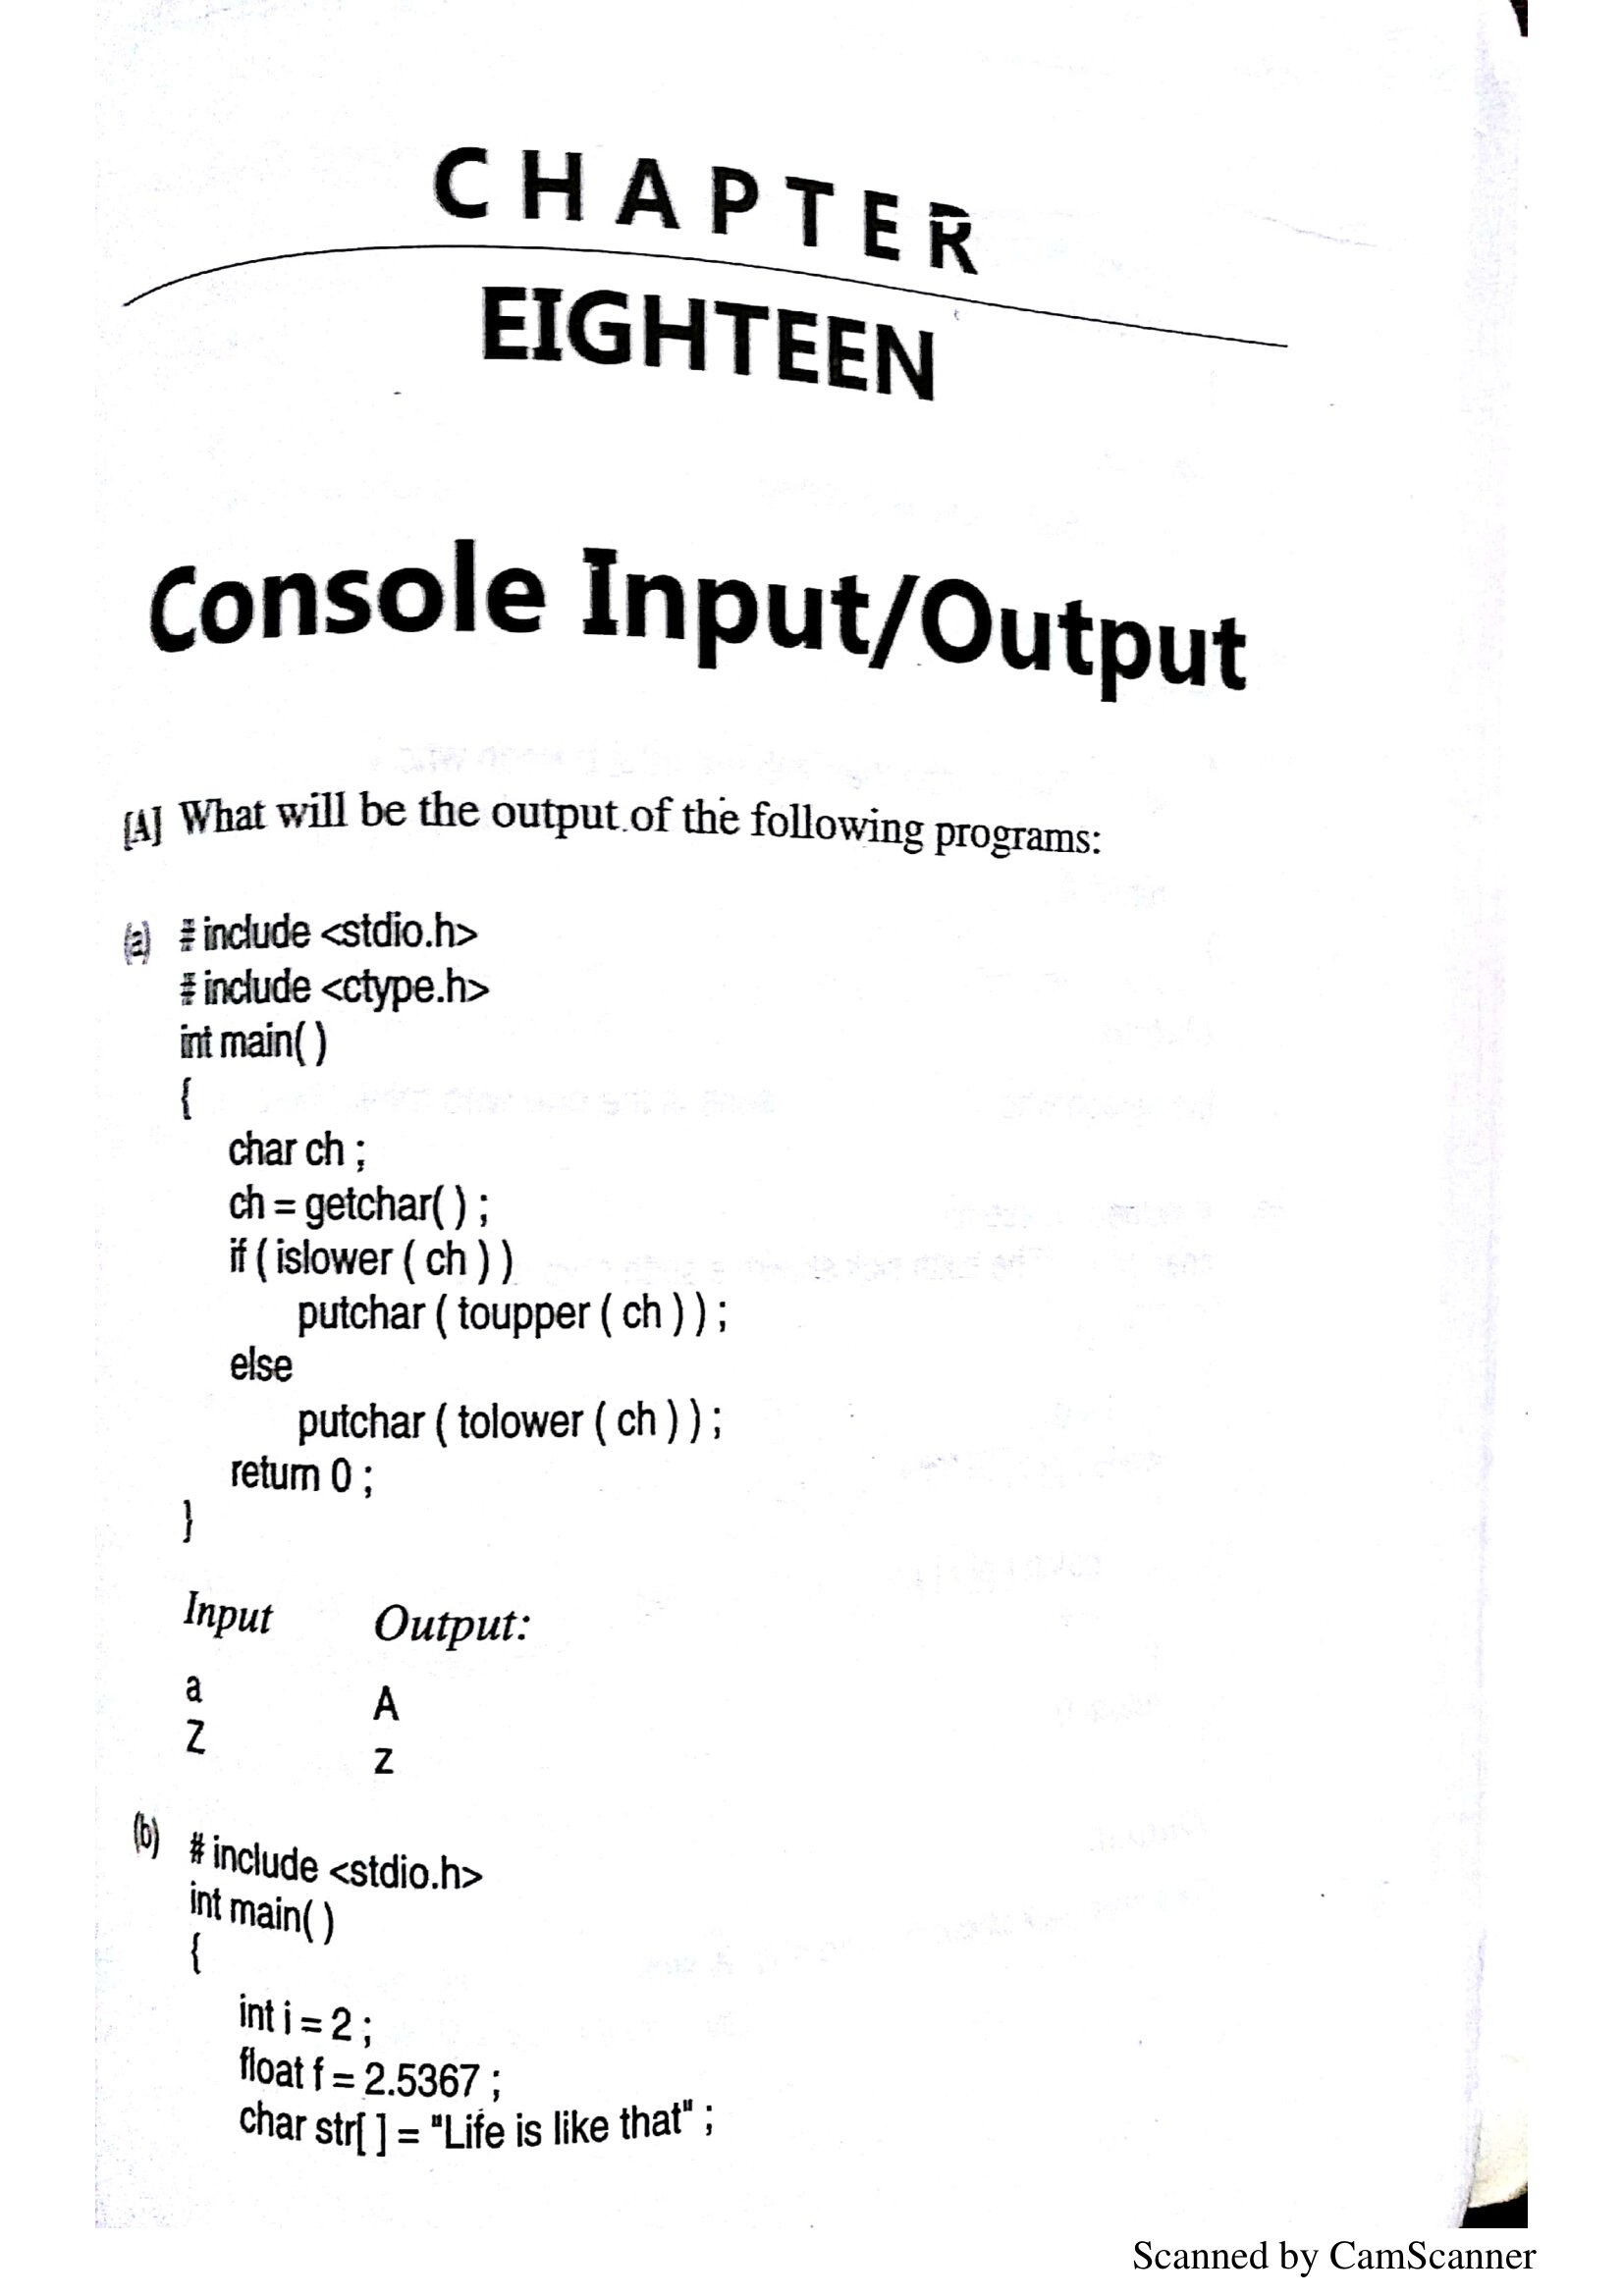 CHAPTER
EIGHTEEN
Console Input/Output
[A] What will be the output of the following programs:
(a) # include <stdio.h>
# include <ctype.h>
int main( )
{
char ch ;
ch = getchar( ) ;
if ( islower ( ch ) )
putchar ( toupper ( ch ) ) ;
else
putchar ( tolower ( ch ) ) ;
return 0 ;
}
Input Output:
a A
Z z
(b) # include <stdio.h>
int main( )
{
int i = 2 ;
float f = 2.5367 ;
char str[ ] = "Life is like that" ;
Scanned by CamScanner